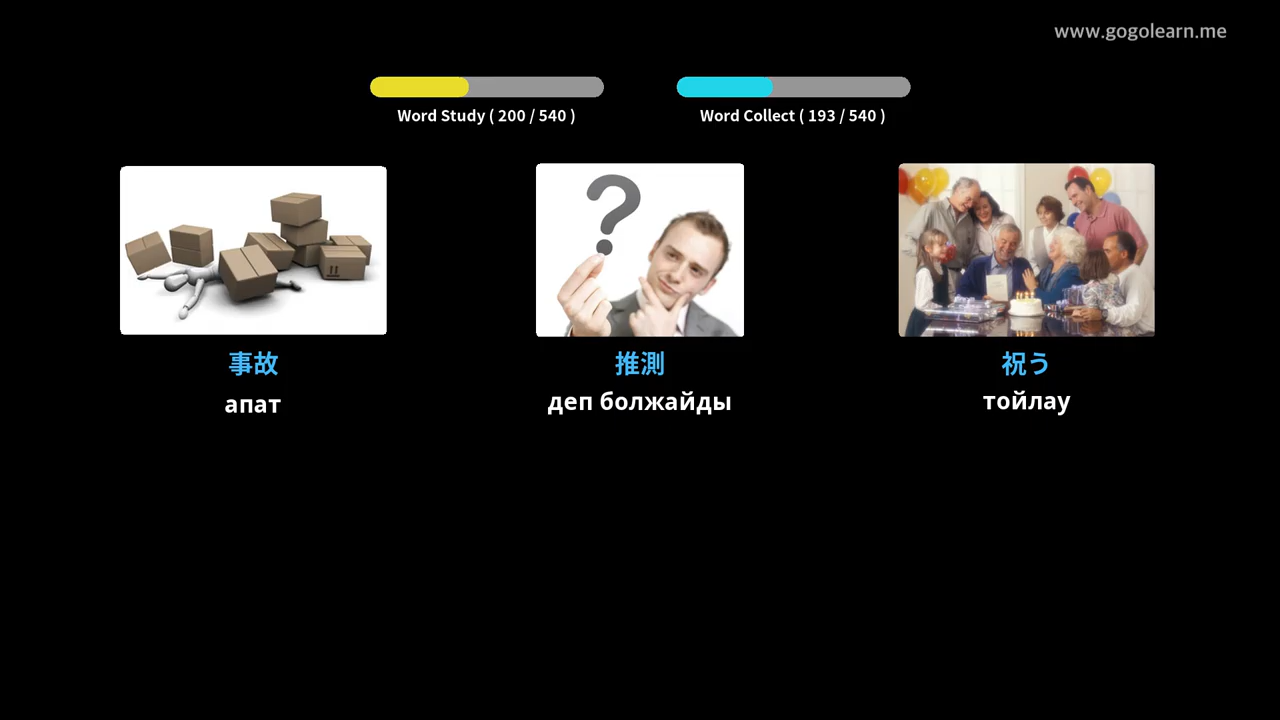 www.gogolearn.me
Word Study ( 200 / 540 )
Word Collect ( 193 / 540 )
事故
推測
祝う
апат
деп болжайды
тойлау